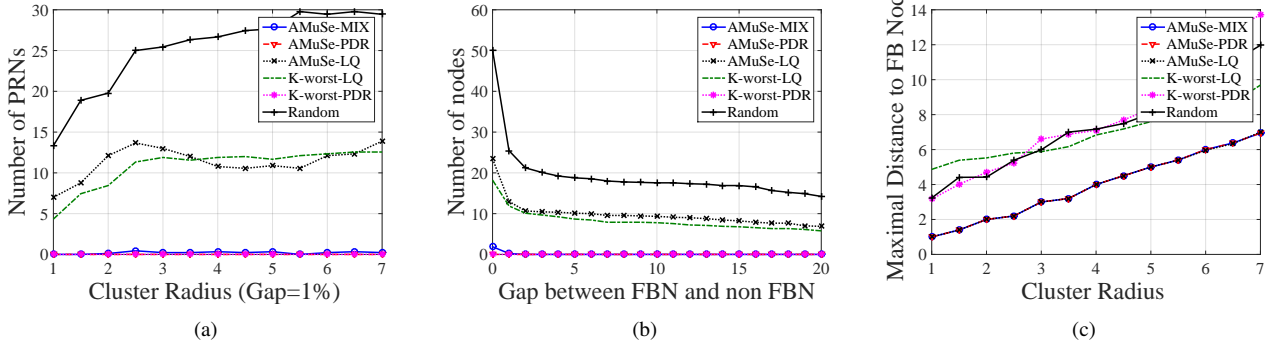 Number of PRNs
30
25
20
15
10
5
0
1 2 3 4 5 6 7
Cluster Radius (Gap=1%)
AMuSe-MIX
AMuSe-PDR
AMuSe-LQ
K-worst-LQ
K-worst-PDR
Random
(a)
Number of nodes
60
50
40
30
20
10
0
0 5 10 15 20
Gap between FBN and non FBN
AMuSe-MIX
AMuSe-PDR
AMuSe-LQ
K-worst-LQ
K-worst-PDR
Random
(b)
Maximal Distance to FB Nod
14
12
10
8
6
4
2
0
1 2 3 4 5 6 7
Cluster Radius
AMuSe-MIX
AMuSe-PDR
AMuSe-LQ
K-worst-LQ
K-worst-PDR
Random
(c)